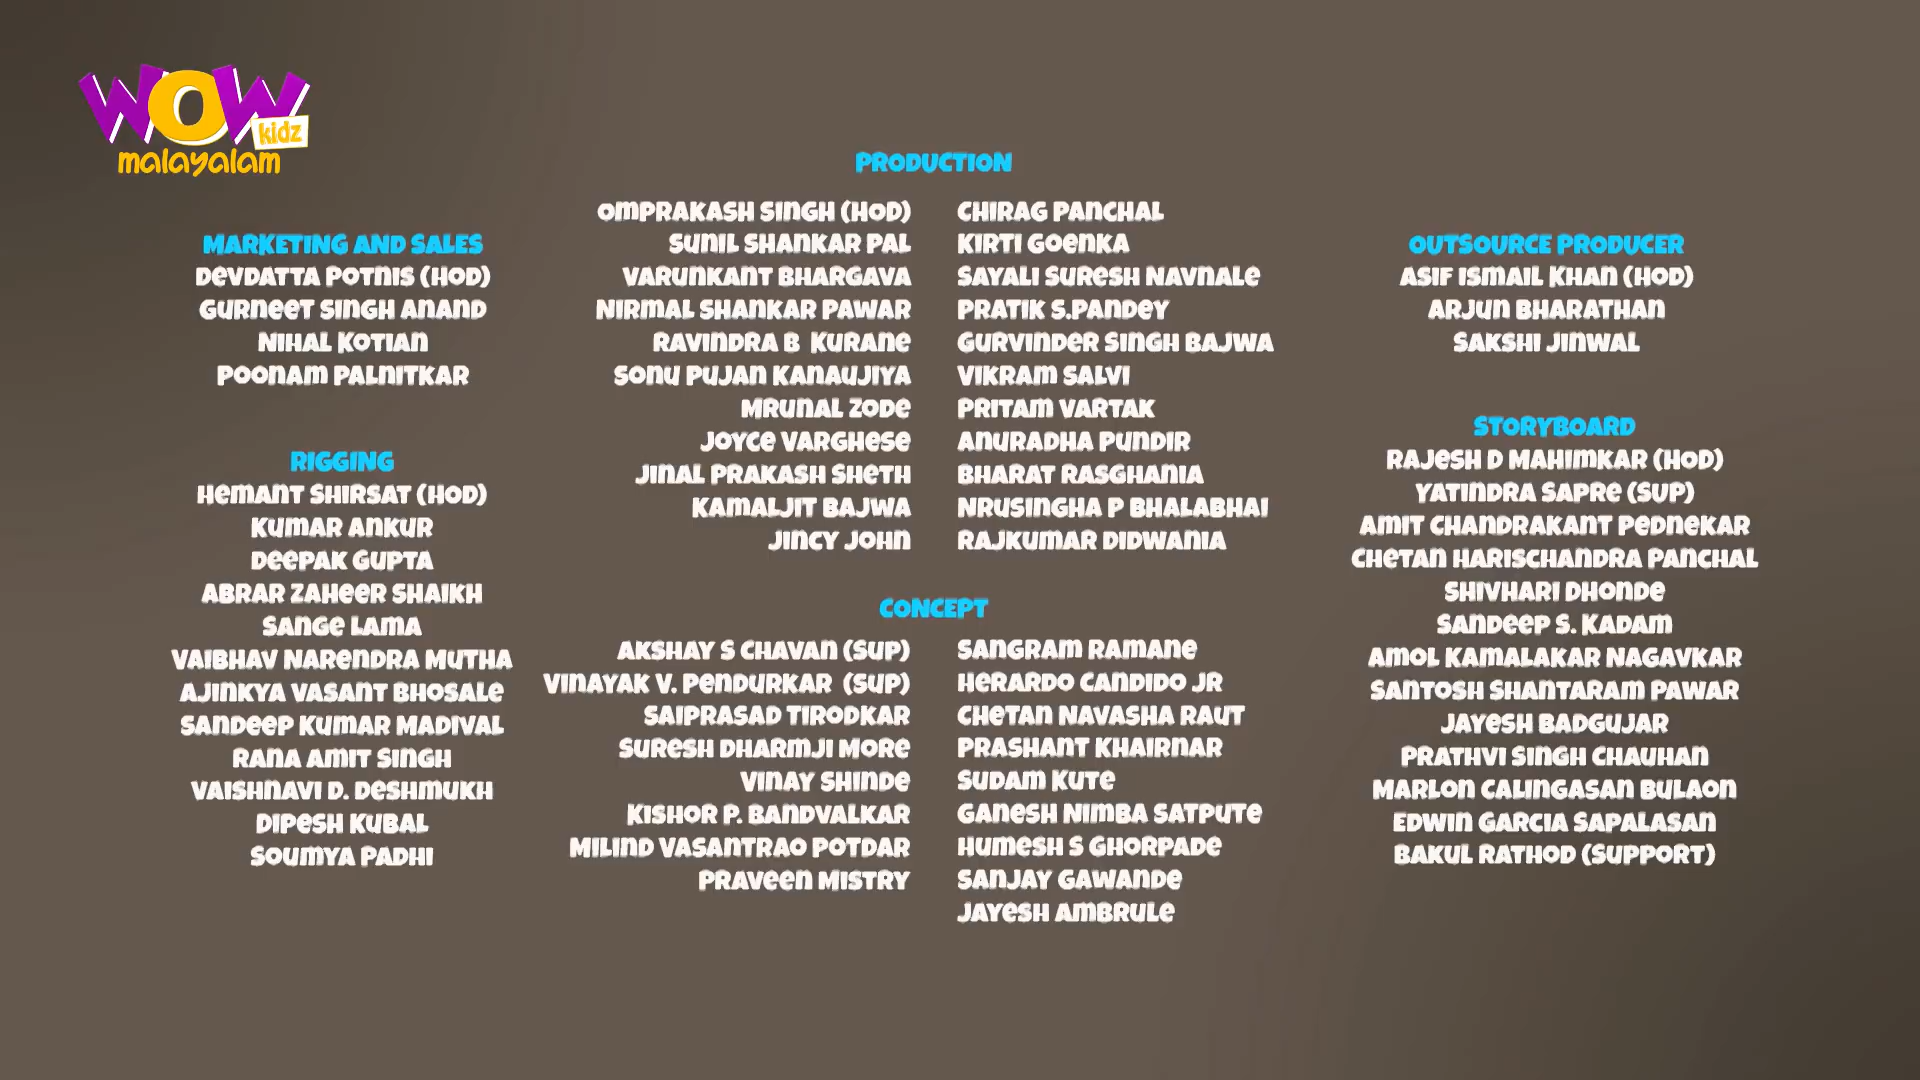 WOW
kidz
malayalam
MARKETING AND SALES
DEVDATTA POTNIS (HOD)
GURNEET SINGH ANAND
NIHAL KOTIAN
POONAM PALNITKAR
RIGGING
HEMANT SHIRSAT (HOD)
KUMAR ANKUR
DEEPAK GUPTA
ABRAR ZAHEER SHAIKH
SANGE LAMA
VAIBHAV NARENDRA MUTHA
AJINKYA VASANT BHOSALE
SANDEEP KUMAR MADIVAL
RANA AMIT SINGH
VAISHNAVI D. DESHMUKH
DIPESH KUBAL
SOUMYA PADHI
PRODUCTION
OMPRAKASH SINGH (HOD)
SUNIL SHANKAR PAL
VARUNKANT BHARGAVA
NIRMAL SHANKAR PAWAR
RAVINDRA B KURANE
SONU PUJAN KANAUJIYA
MRUNAL ZODE
JOYCE VARGHESE
JINAL PRAKASH SHETH
KAMALJIT BAJWA
JINCY JOHN
CHIRAG PANCHAL
KIRTI GOENKA
SAYALI SURESH NAVNALE
PRATIK S.PANDEY
GURVINDER SINGH BAJWA
VIKRAM SALVI
PRITAM VARTAK
ANURADHA PUNDIR
BHARAT RASGHANIA
NRUSINGHA P BHALABHAI
RAJKUMAR DIDWANIA
CONCEPT
AKSHAY S CHAVAN (SUP)
VINAYAK V. PENDURKAR (SUP)
SAIPRASAD TIRODKAR
SURESH DHARMJI MORE
VINAY SHINDE
KISHOR P. BANDVALKAR
MILIND VASANTRAO POTDAR
PRAVEEN MISTRY
SANGRAM RAMANE
HERARDO CANDIDO JR
CHETAN NAVASHA RAUT
PRASHANT KHAIRNAR
SUDAM KUTE
GANESH NIMBA SATPUTE
HUMESH S GHORPADE
SANJAY GAWANDE
JAYESH AMBRULE
OUTSOURCE PRODUCER
ASIF ISMAIL KHAN (HOD)
ARJUN BHARATHAN
SAKSHI JINWAL
STORYBOARD
RAJESH D MAHIMKAR (HOD)
YATINDRA SAPRE (SUP)
AMIT CHANDRAKANT PEDNEKAR
CHETAN HARISCHANDRA PANCHAL
SHIVHARI DHONDE
SANDEEP S. KADAM
AMOL KAMALAKAR NAGAVKAR
SANTOSH SHANTARAM PAWAR
JAYESH BADGUJAR
PRATHVI SINGH CHAUHAN
MARLON CALINGASAN BULAON
EDWIN GARCIA SAPALASAN
BAKUL RATHOD (SUPPORT)